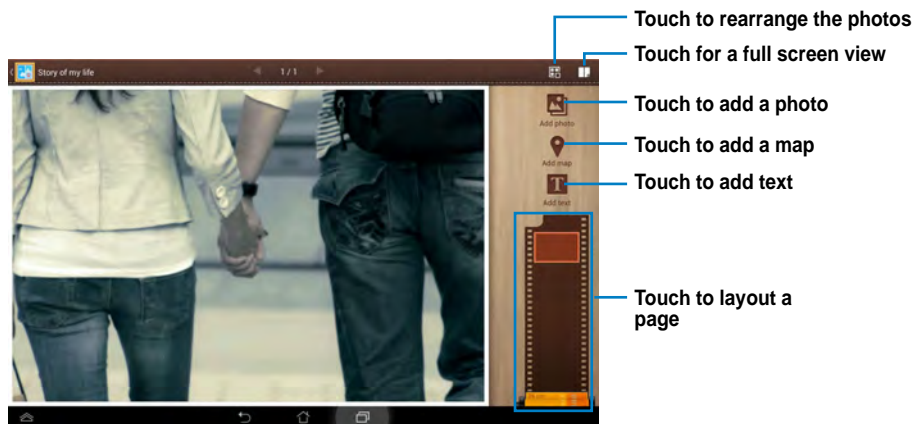 Touch to rearrange the photos
Touch for a full screen view
Story of my life
1 / 1
Touch to add a photo
Add photo
Touch to add a map
Add map
Touch to add text
T
Add text
Touch to layout a
page